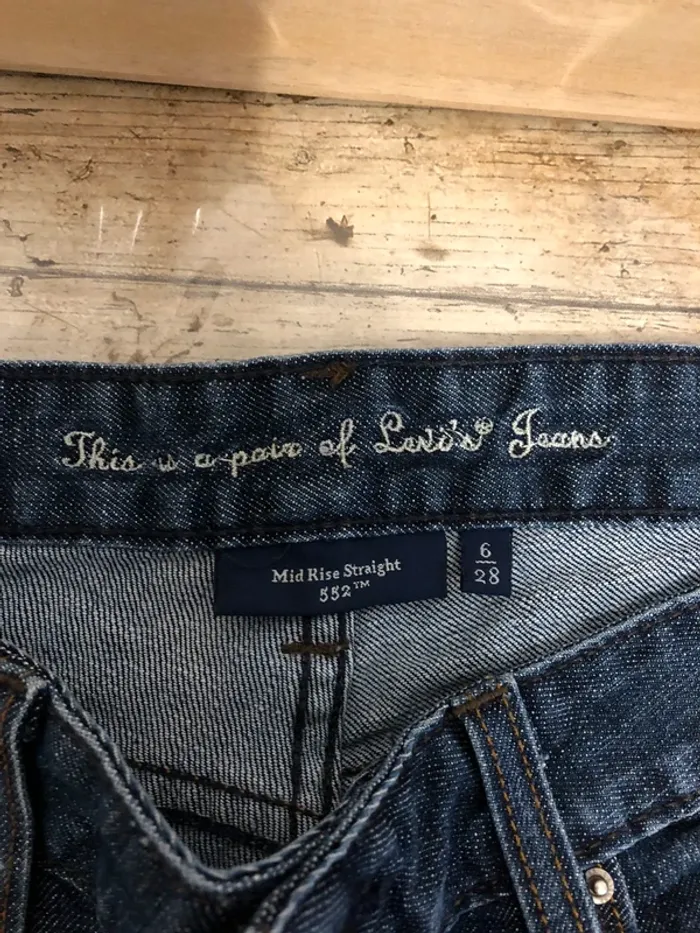 This is a pair of Levi's® Jeans
Mid Rise Straight
552™
6
28